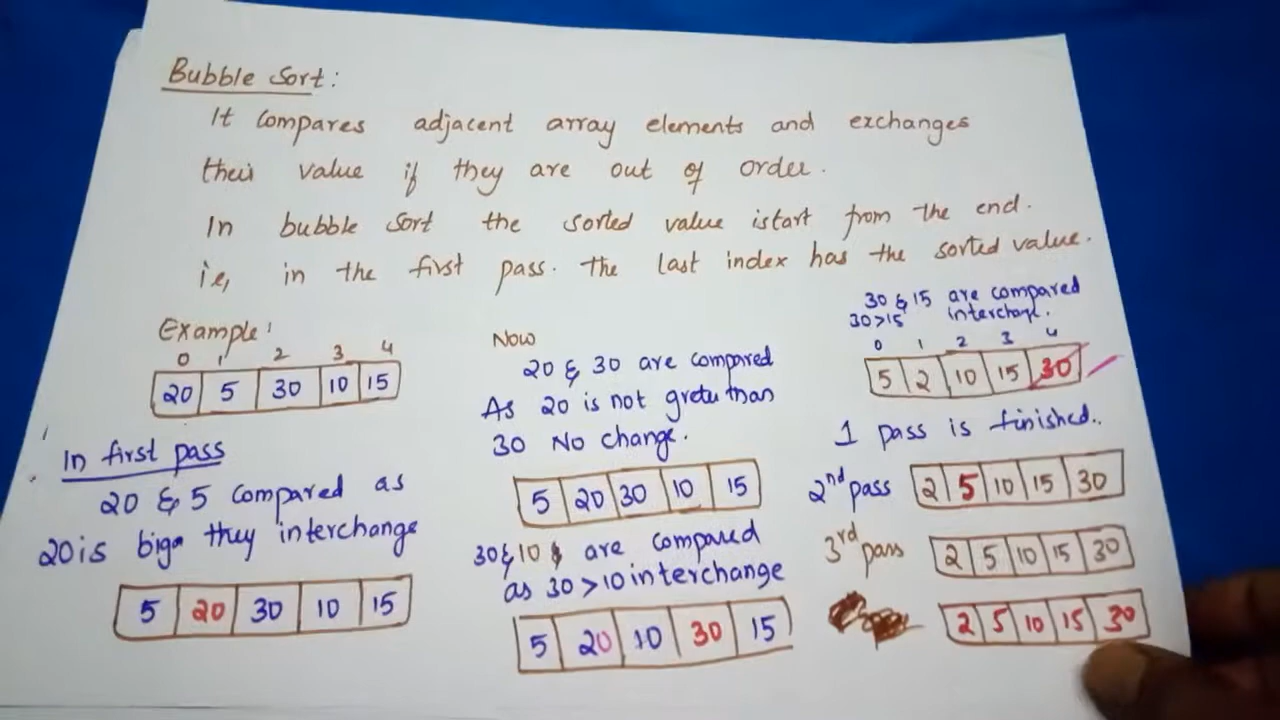 Bubble Sort:
It compares adjacent array elements and exchanges
their value if they are out of order.
In bubble sort the sorted value istart from the end.
ie, in the first pass. The last index has the sorted value.
Example:
0 1 2 3 4
20 5 30 10 15
In first pass
20 & 5 compared as
20 is biga they interchange
5 20 30 10 15
Now
20 & 30 are compared
As 20 is not gretu than
30 No change.
5 20 30 10 15
30 & 10 are compared
as 30 > 10 interchange
5 20 10 30 15
30 & 15 are compared
30>15 interchange.
0 1 2 3 4
5 2 10 15 30
1 pass is finished..
2nd pass 2 5 10 15 30
3rd pass 2 5 10 15 30
2 5 10 15 30